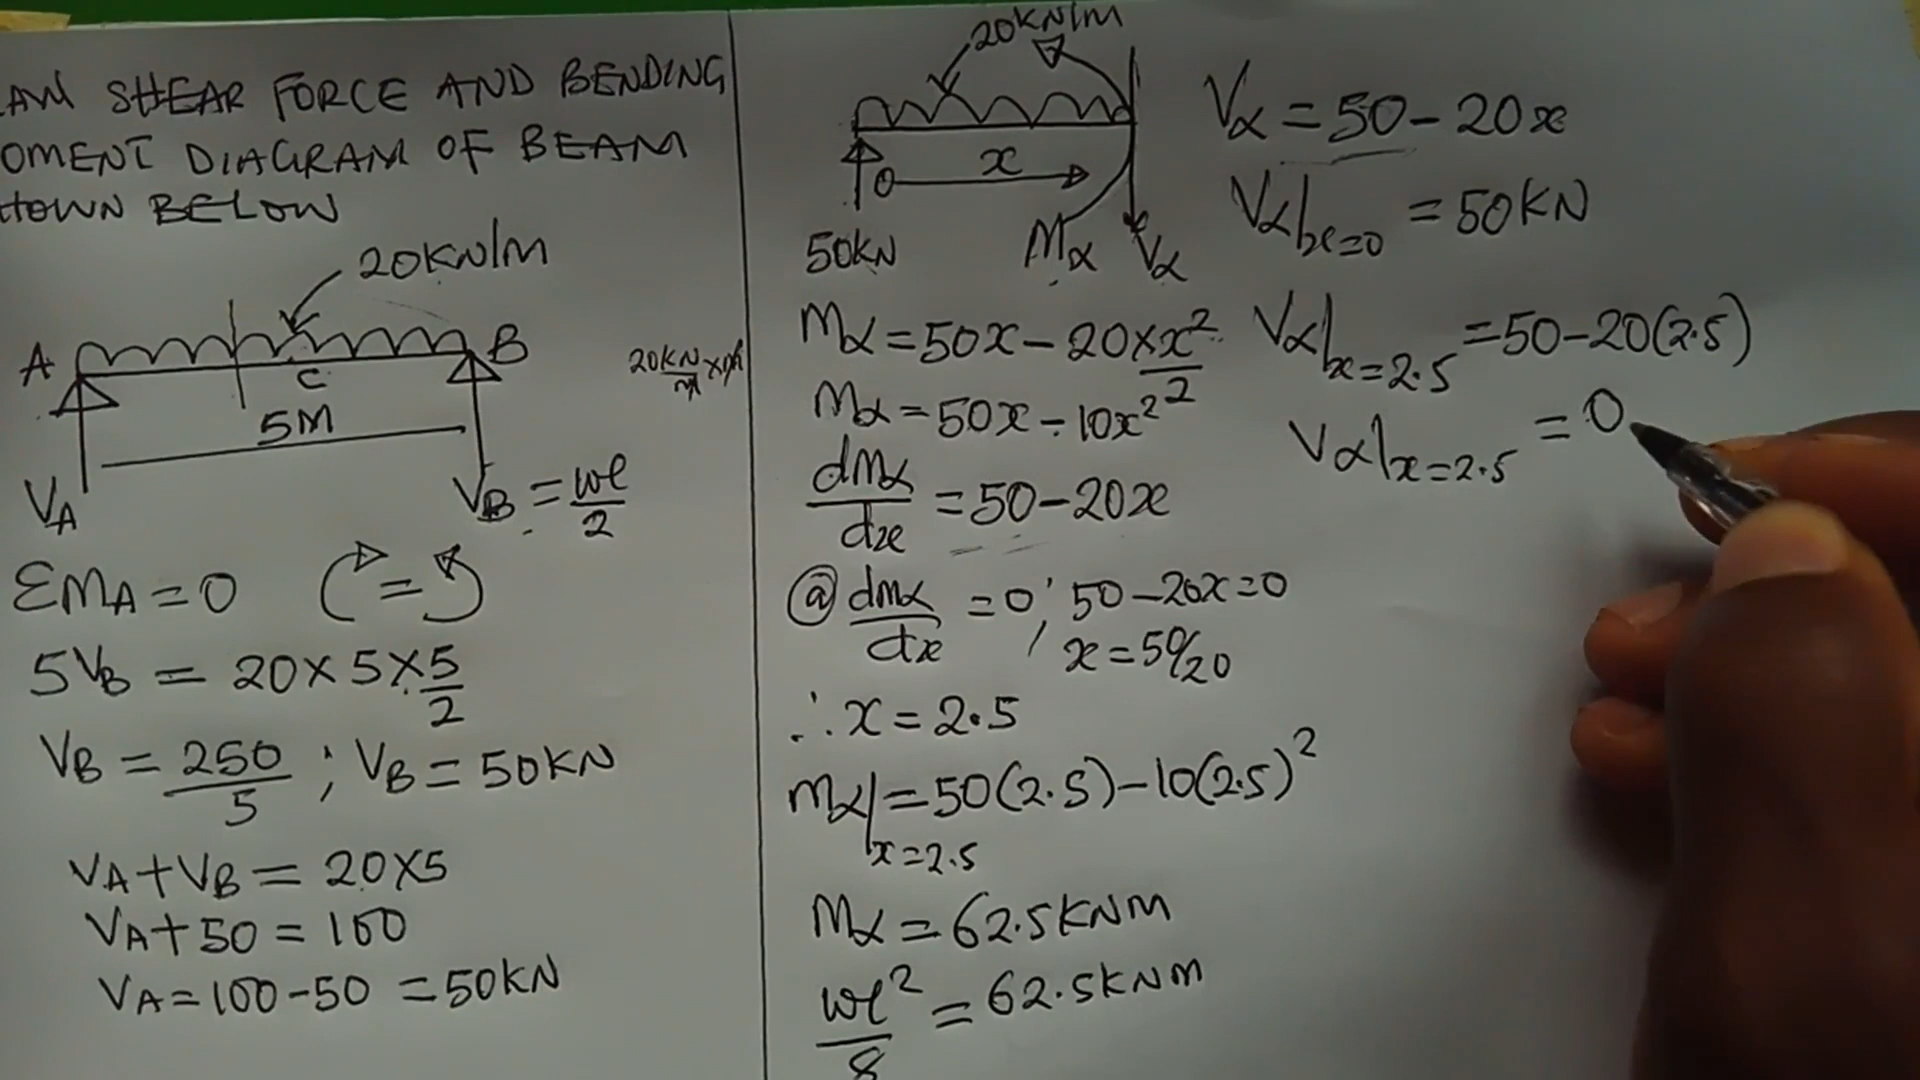 AW SHEAR FORCE AND BENDING
OMENT DIAGRAM OF BEAM
HOWN BELOW
20KN/M
A
B
C
5M
20KN/M × M
VA
VB = wl/2
ΣMA = 0 ( = )
5VB = 20 × 5 × 5/2
VB = 250/5 ; VB = 50KN
VA + VB = 20 × 5
VA + 50 = 100
VA = 100 - 50 = 50KN
20KN/M
O x
50KN Mx Vx
Mx = 50x - 20 × x²/2
Mx = 50x - 10x²
dMx/dx = 50 - 20x
@ dMx/dx = 0 ; 50 - 20x = 0
x = 50/20
∴ x = 2.5
Mx|x=2.5 = 50(2.5) - 10(2.5)²
Mx = 62.5KNM
wl²/8 = 62.5KNM
Vx = 50 - 20x
Vx|x=0 = 50KN
Vx|x=2.5 = 50 - 20(2.5)
Vx|x=2.5 = 0